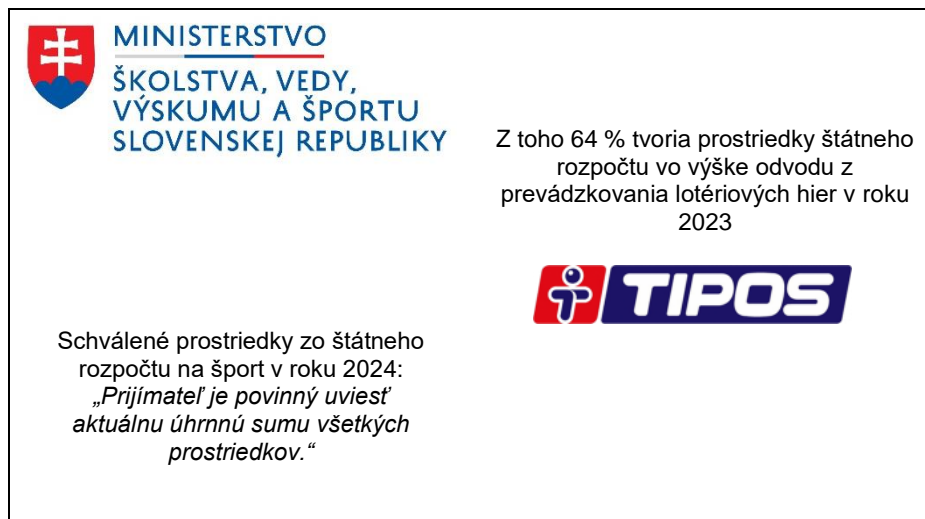 MINISTERSTVO
ŠKOLSTVA, VEDY,
VÝSKUMU A ŠPORTU
SLOVENSKEJ REPUBLIKY
Schválené prostriedky zo štátneho
rozpočtu na šport v roku 2024:
„Prijímateľ je povinný uviesť
aktuálnu úhrnnú sumu všetkých
prostriedkov.“
Z toho 64 % tvoria prostriedky štátneho
rozpočtu vo výške odvodu z
prevádzkovania lotériových hier v roku
2023
TIPOS